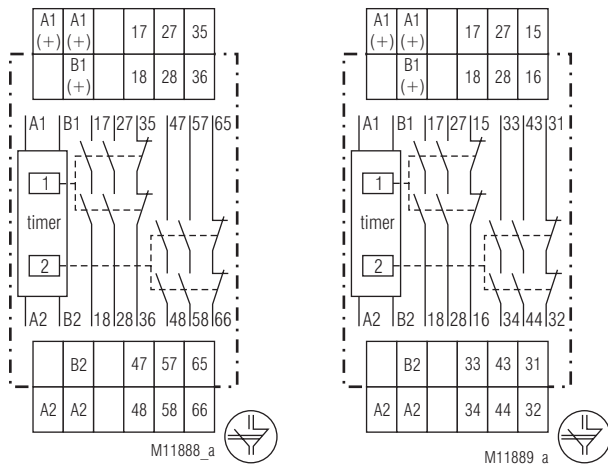 A1 A1 17 27 35
(+) (+)
B1 18 28 36
(+)
A1 B1 17 27 35 47 57 65
1
timer
2
A2 B2 18 28 36 48 58 66
B2 47 57 65
A2 A2 48 58 66
M11888_a
A1 A1 17 27 15
(+) (+)
B1 18 28 16
(+)
A1 B1 17 27 15 33 43 31
1
timer
2
A2 B2 18 28 16 34 44 32
B2 33 43 31
A2 A2 34 44 32
M11889_a